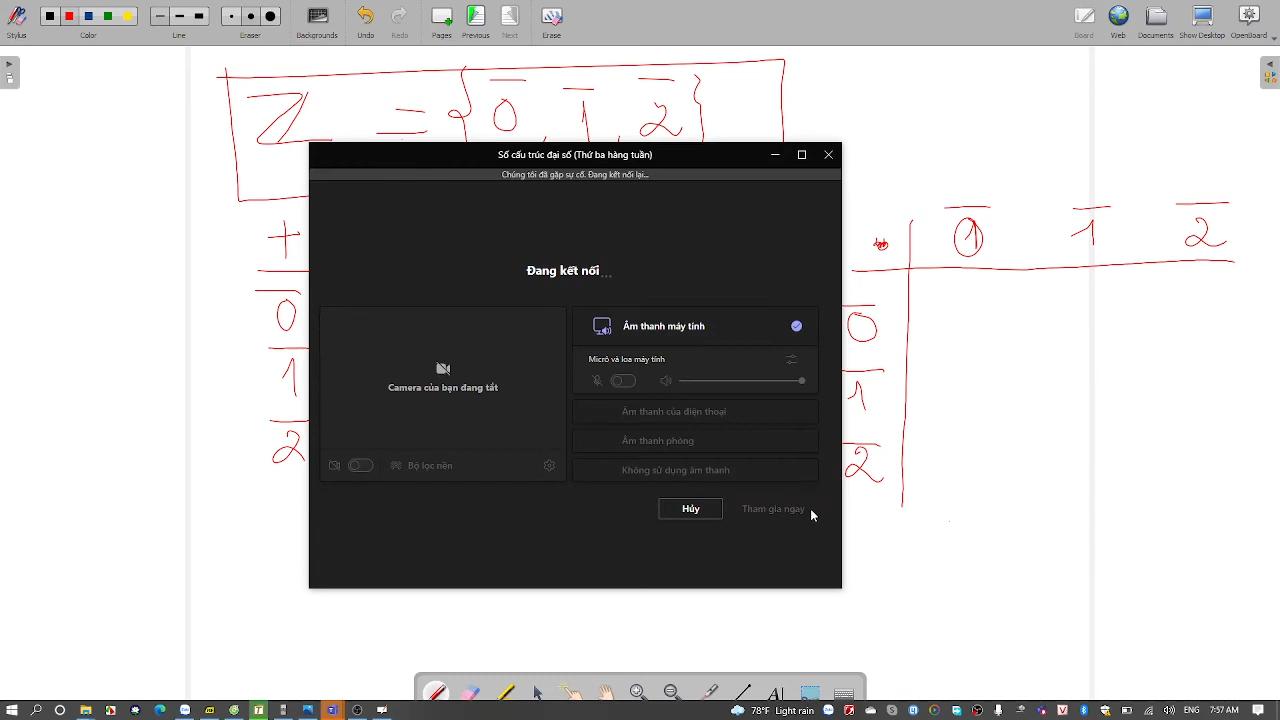 Stylus Color Line Eraser Backgrounds Undo Redo Pages Previous Next Erase Board Web Documents Show Desktop OpenBoard
Z = {0̅, 1̅, 2̅}
Số cấu trúc đại số (Thứ ba hàng tuần)
Chúng tôi đã gặp sự cố. Đang kết nối lại...
+
1̅ 2̅
Đang kết nối...
0̅
0̅
Âm thanh máy tính
Micrô và loa máy tính
Camera của bạn đang tắt
1̅
1̅
Âm thanh của điện thoại
Âm thanh phòng
2̅
2̅
Bộ lọc nền
Không sử dụng âm thanh
Hủy Tham gia ngay
78°F Light rain 7:57 AM